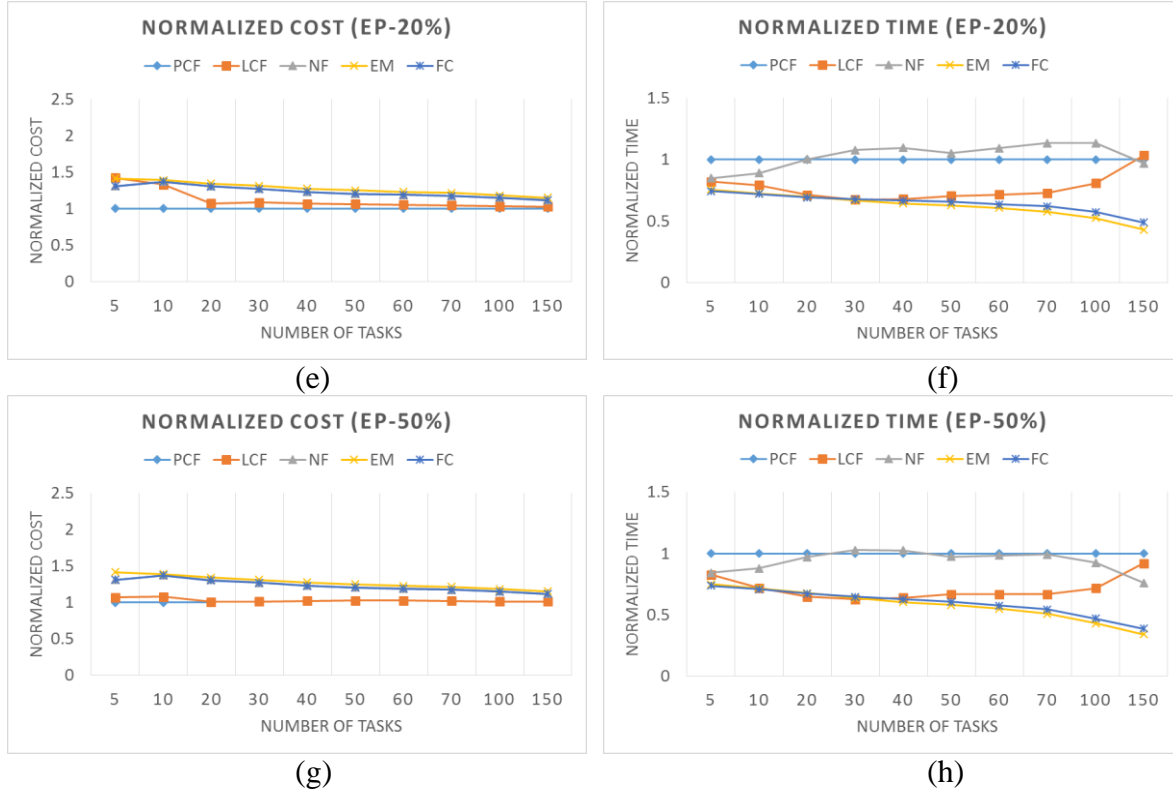 NORMALIZED COST (EP-20%)
PCF LCF NF EM FC
2.5
2
1.5
1
0.5
0
NORMALIZED COST
5 10 20 30 40 50 60 70 100 150
NUMBER OF TASKS
(e)
NORMALIZED TIME (EP-20%)
PCF LCF NF EM FC
1.5
1
0.5
0
NORMALIZED TIME
5 10 20 30 40 50 60 70 100 150
NUMBER OF TASKS
(f)
NORMALIZED COST (EP-50%)
PCF LCF NF EM FC
2.5
2
1.5
1
0.5
0
NORMALIZED COST
5 10 20 30 40 50 60 70 100 150
NUMBER OF TASKS
(g)
NORMALIZED TIME (EP-50%)
PCF LCF NF EM FC
1.5
1
0.5
0
NORMALIZED TIME
5 10 20 30 40 50 60 70 100 150
NUMBER OF TASKS
(h)